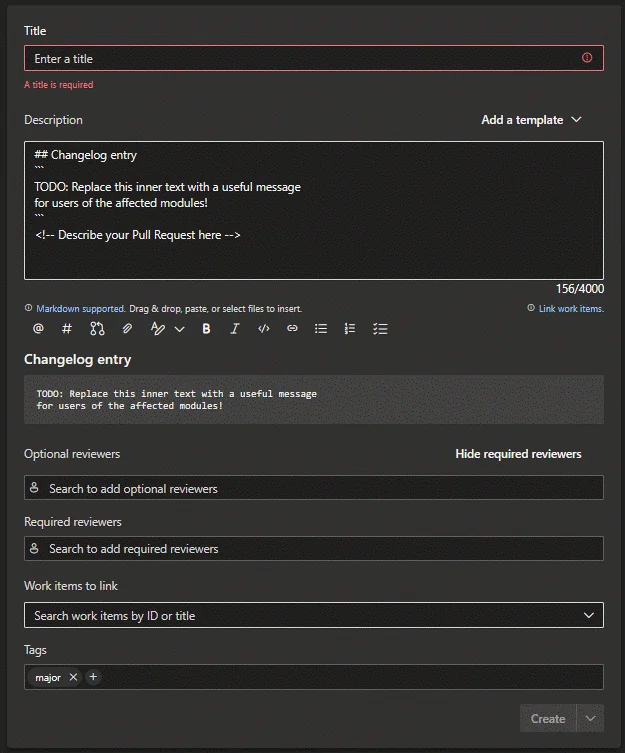 Title
Enter a title
A title is required
Description
Add a template
## Changelog entry
```
TODO: Replace this inner text with a useful message
for users of the affected modules!
```
<!-- Describe your Pull Request here -->
156/4000
Markdown supported. Drag & drop, paste, or select files to insert.
Link work items.
Changelog entry
TODO: Replace this inner text with a useful message
for users of the affected modules!
Optional reviewers
Hide required reviewers
Search to add optional reviewers
Required reviewers
Search to add required reviewers
Work items to link
Search work items by ID or title
Tags
major
Create